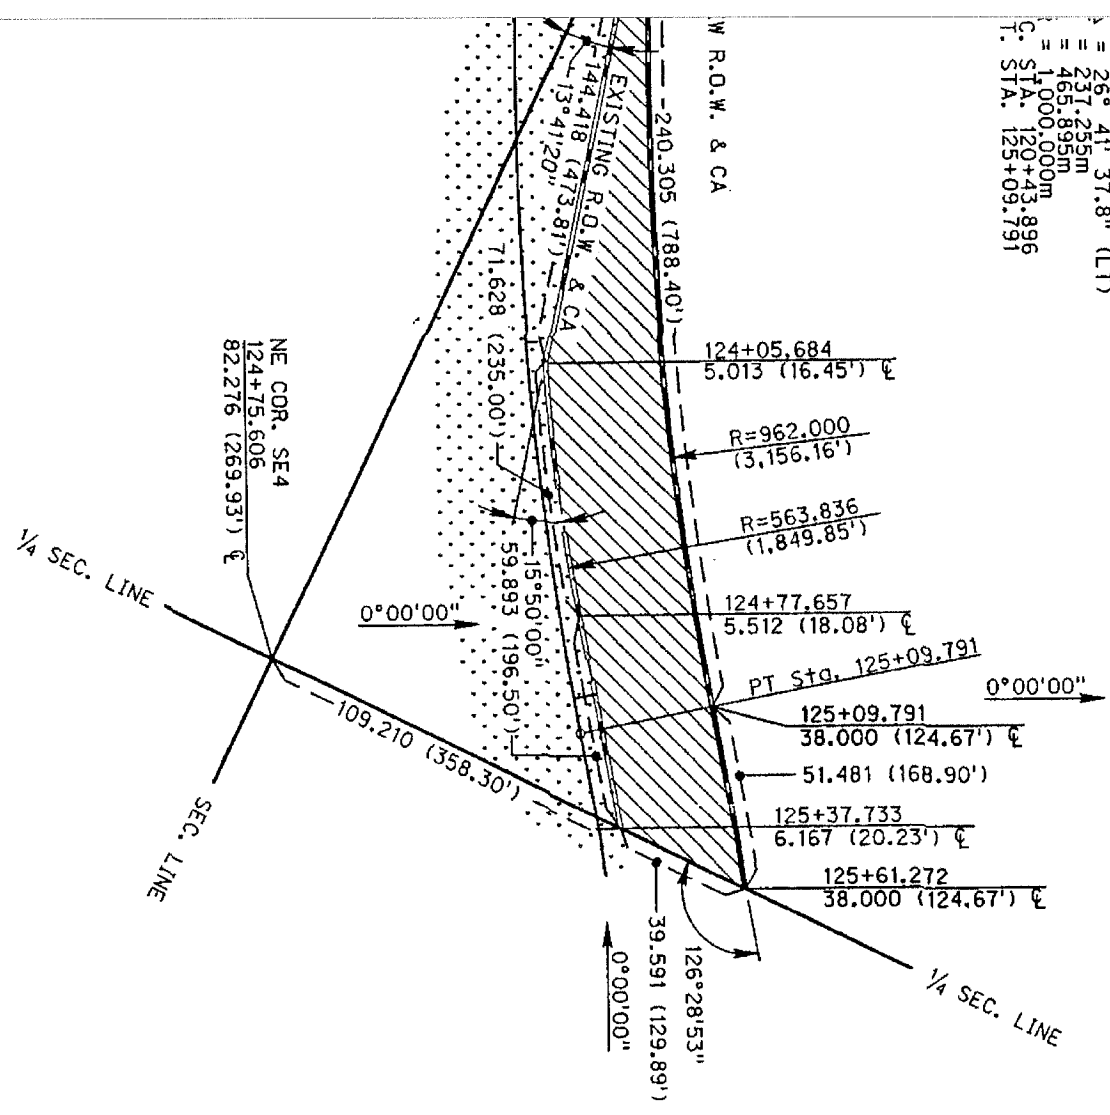 = 26° 41' 37.8" (LT)
= 237.255m
= 465.895m
= 1,000.000m
C. STA. 120+43.896
T. STA. 125+09.791
W R.O.W. & CA
240.305 (788.40')
EXISTING R.O.W. & CA
144.418 (473.81')
13°41'20"
71.628 (235.00')
124+05.684
5.013 (16.45') ℄
R=962.000
(3,156.16')
R=563.836
(1,849.85')
15°50'00"
59.893 (196.50')
124+77.657
5.512 (18.08') ℄
PT Sta. 125+09.791
0°00'00"
125+09.791
38.000 (124.67') ℄
51.481 (168.90')
125+37.733
6.167 (20.23') ℄
125+61.272
38.000 (124.67') ℄
NE COR. SE4
124+75.606
82.276 (269.93') ℄
¼ SEC. LINE
0°00'00"
109.210 (358.30')
SEC. LINE
126°28'53"
39.591 (129.89')
0°00'00"
¼ SEC. LINE